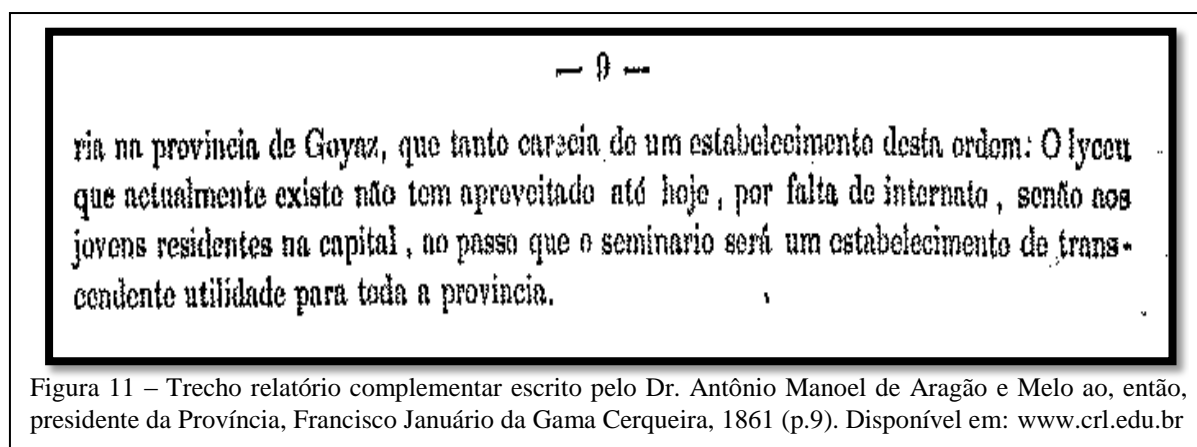 — 9 —
ria na provincia de Goyaz, que tanto carecia de um estabelecimento desta ordem: O lyceu
que actualmente existe não tem aproveitado até hoje, por falta de internato, senão aos
jovens residentes na capital, ao passo que o seminario será um estabelecimento de trans-
cendente utilidade para toda a provincia.
Figura 11 – Trecho relatório complementar escrito pelo Dr. Antônio Manoel de Aragão e Melo ao, então,
presidente da Província, Francisco Januário da Gama Cerqueira, 1861 (p.9). Disponível em: www.crl.edu.br